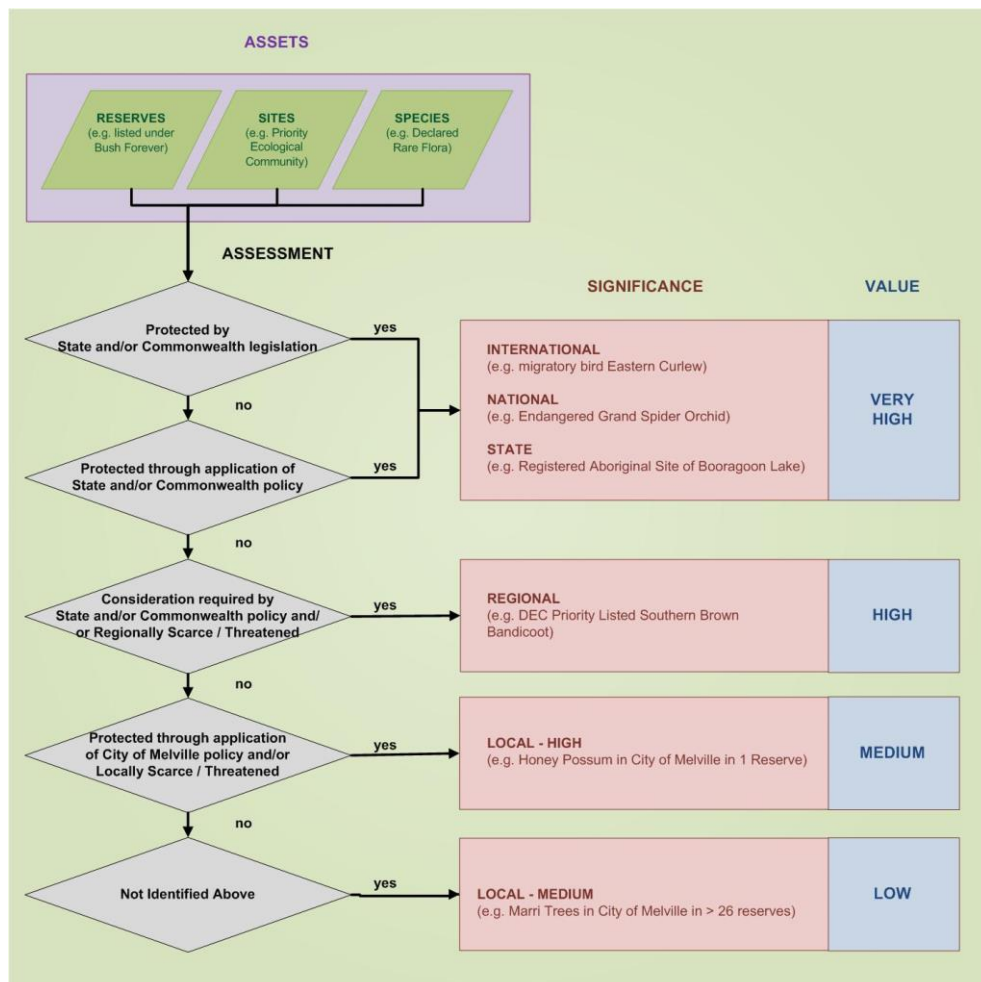 ASSETS
RESERVES
(e.g. listed under
Bush Forever)
SITES
(e.g. Priority
Ecological
Community)
SPECIES
(e.g. Declared
Rare Flora)
ASSESSMENT
SIGNIFICANCE
VALUE
Protected by
State and/or Commonwealth legislation
yes
no
Protected through application of
State and/or Commonwealth policy
yes
no
INTERNATIONAL
(e.g. migratory bird Eastern Curlew)
NATIONAL
(e.g. Endangered Grand Spider Orchid)
STATE
(e.g. Registered Aboriginal Site of Booragoon Lake)
VERY
HIGH
Consideration required by
State and/or Commonwealth policy and/
or Regionally Scarce / Threatened
yes
no
REGIONAL
(e.g. DEC Priority Listed Southern Brown
Bandicoot)
HIGH
Protected through application
of City of Melville policy and/or
Locally Scarce / Threatened
yes
no
LOCAL - HIGH
(e.g. Honey Possum in City of Melville in 1 Reserve)
MEDIUM
Not Identified Above
yes
LOCAL - MEDIUM
(e.g. Marri Trees in City of Melville in > 26 reserves)
LOW